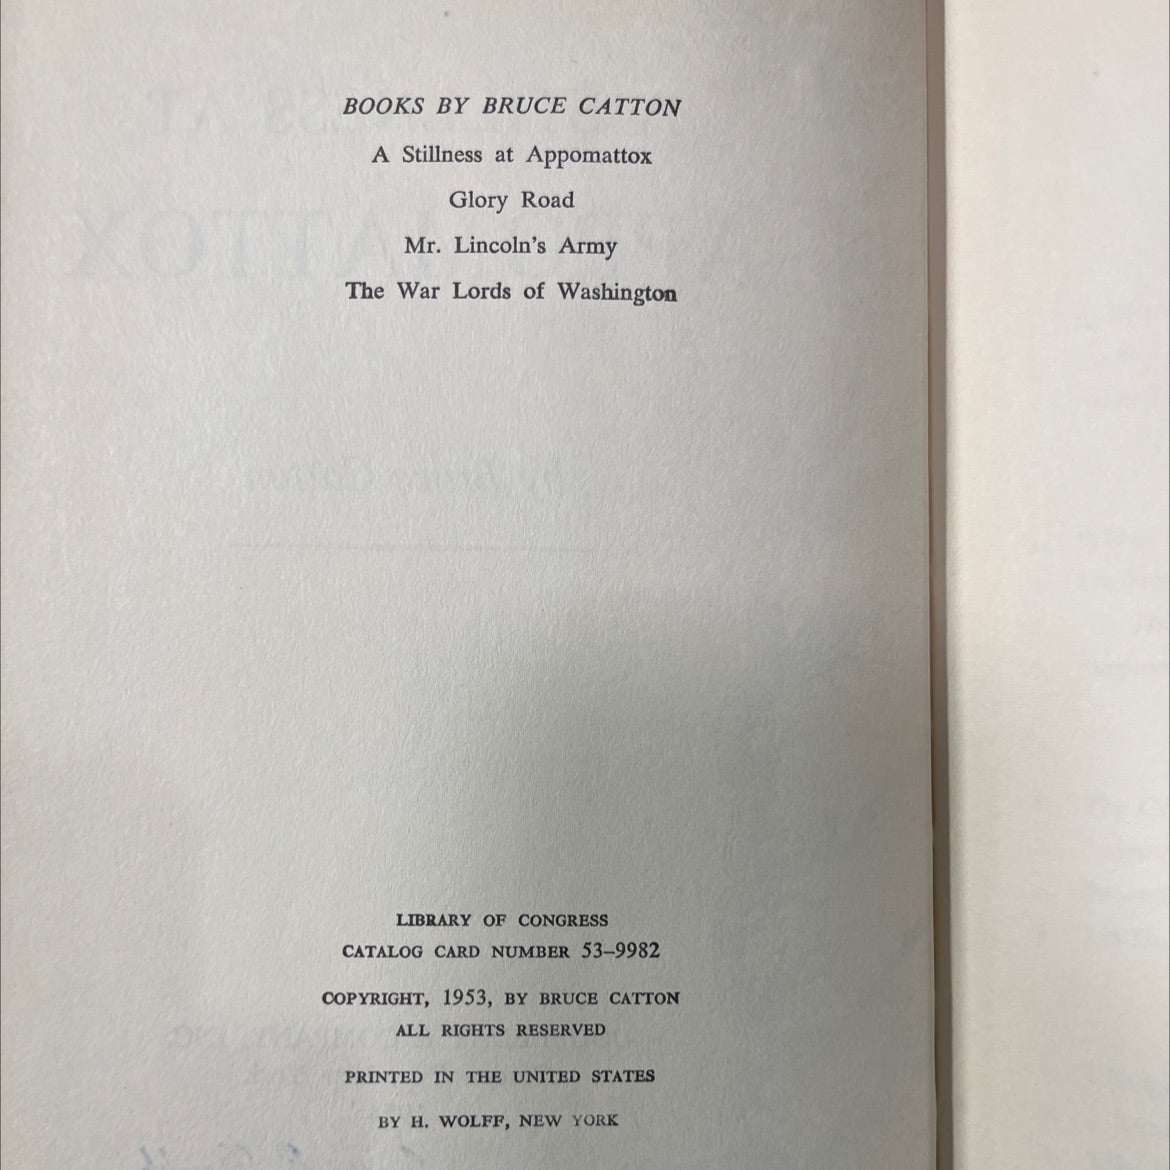 BOOKS BY BRUCE CATTON
A Stillness at Appomattox
Glory Road
Mr. Lincoln's Army
The War Lords of Washington
LIBRARY OF CONGRESS
CATALOG CARD NUMBER 53–9982
COPYRIGHT, 1953, BY BRUCE CATTON
ALL RIGHTS RESERVED
PRINTED IN THE UNITED STATES
BY H. WOLFF, NEW YORK